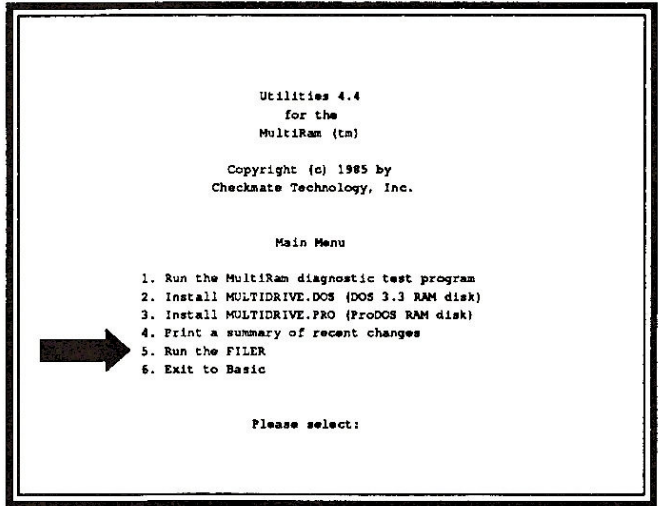 Utilities 4.4
for the
MultiRam (tm)
Copyright (c) 1985 by
Checkmate Technology, Inc.
Main Menu
1. Run the MultiRam diagnostic test program
2. Install MULTIDRIVE.DOS (DOS 3.3 RAM disk)
3. Install MULTIDRIVE.PRO (ProDOS RAM disk)
4. Print a summary of recent changes
5. Run the FILER
6. Exit to Basic
Please select: